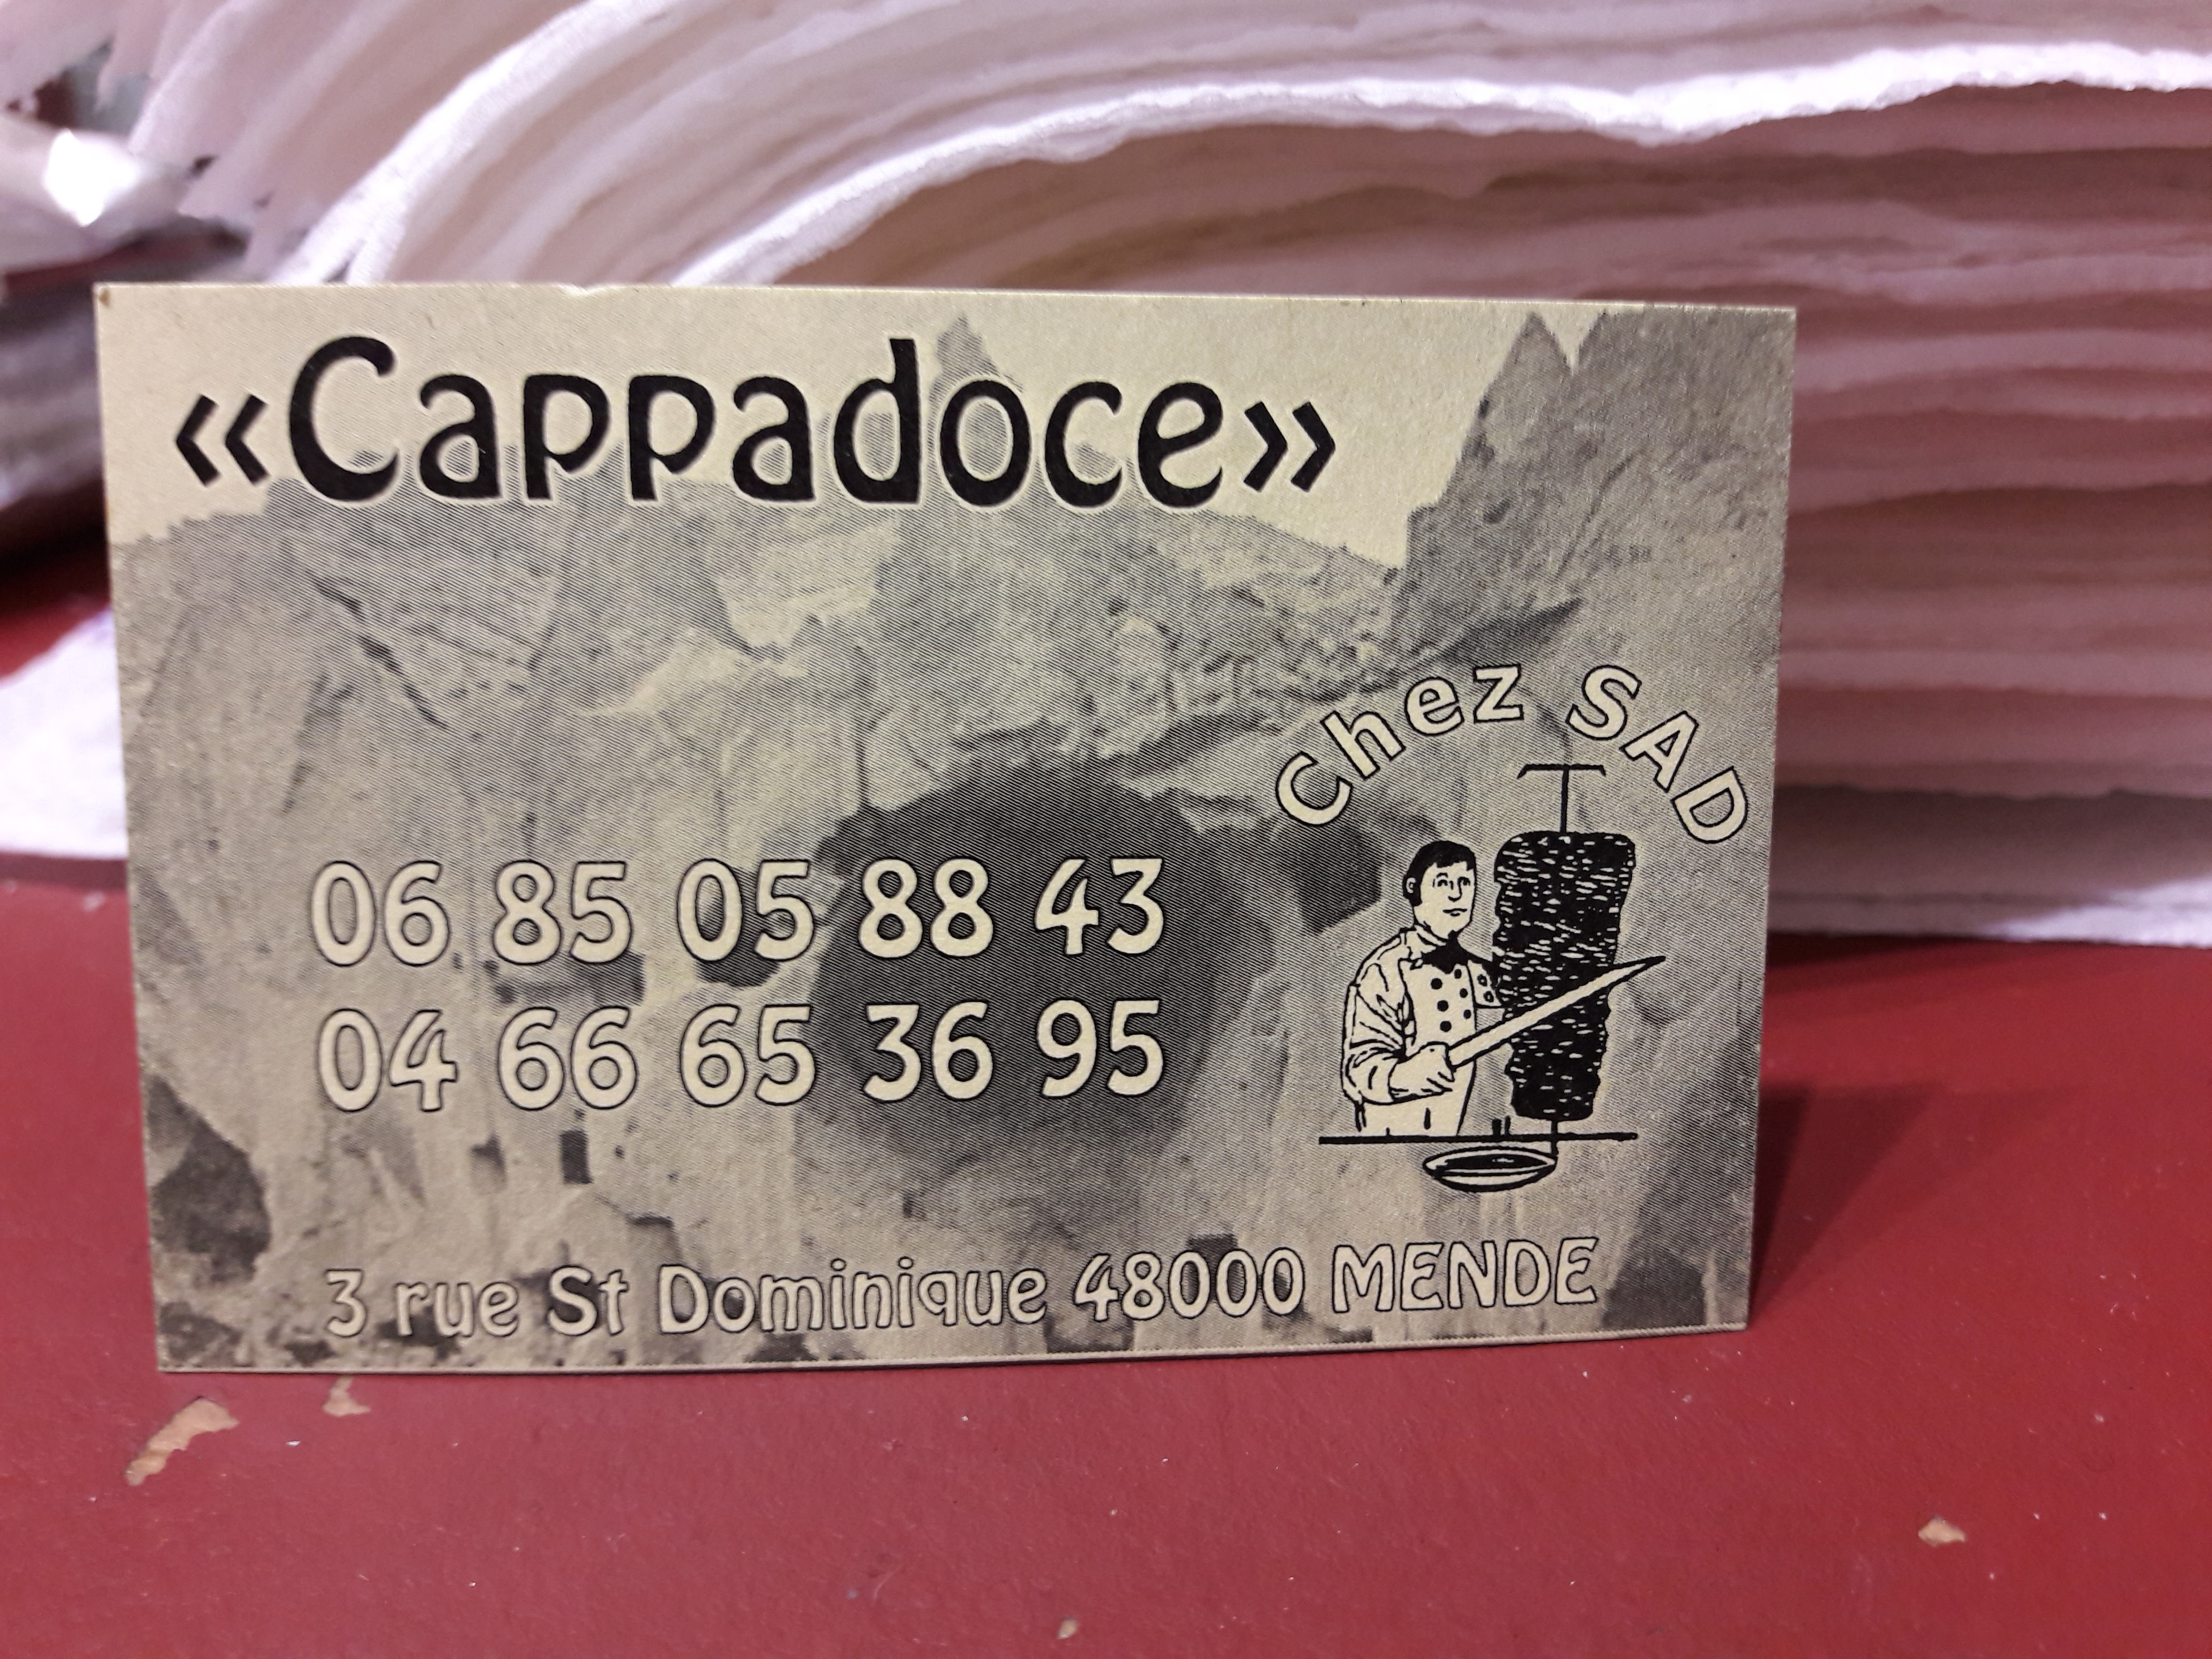 «Cappadoce»
Chez SAD
06 85 05 88 43
04 66 65 36 95
3 rue St Dominique 48000 MENDE